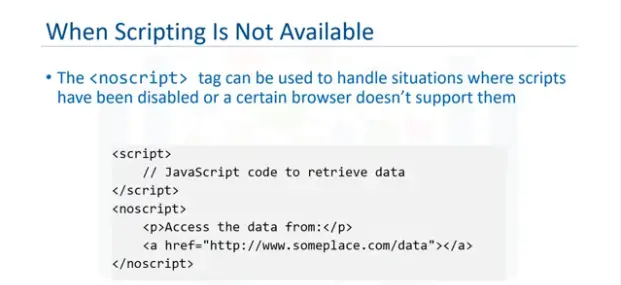 When Scripting Is Not Available
• The <noscript> tag can be used to handle situations where scripts
have been disabled or a certain browser doesn't support them
<script>
// JavaScript code to retrieve data
</script>
<noscript>
<p>Access the data from:</p>
<a href="http://www.someplace.com/data"></a>
</noscript>